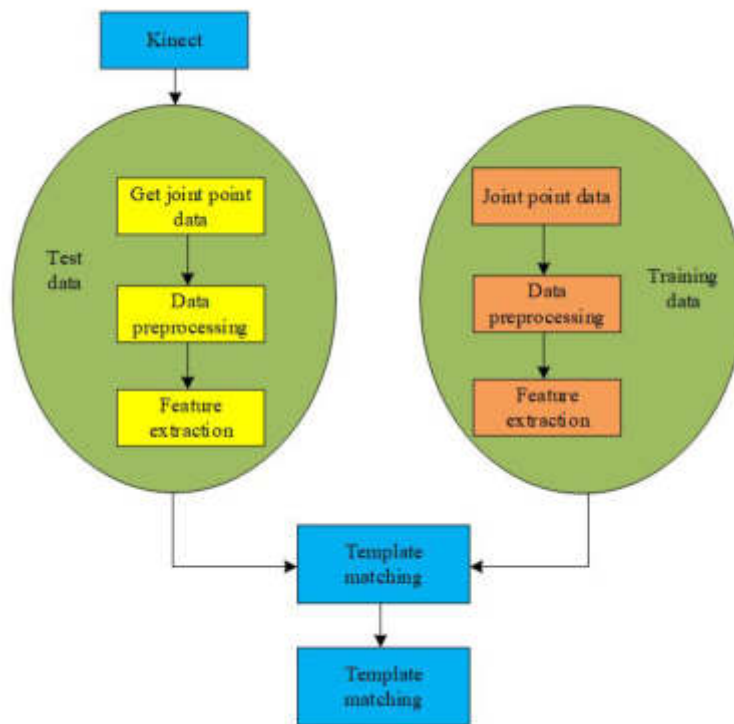 Kinect
Test
data
Get joint point
data
Data
preprocessing
Feature
extraction
Joint point data
Data
preprocessing
Feature
extraction
Training
data
Template
matching
Template
matching